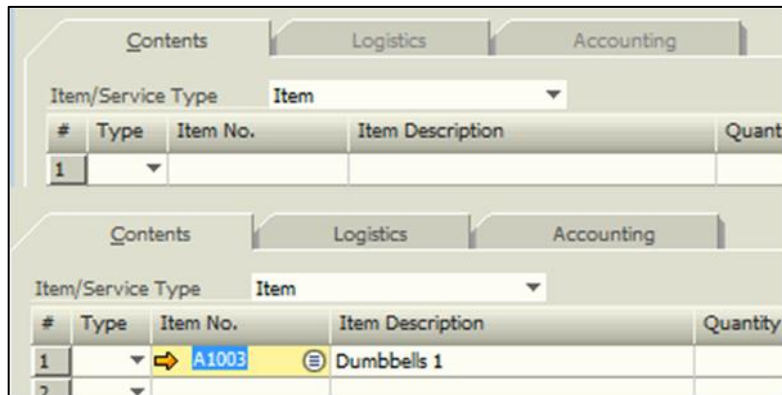 Contents Logistics Accounting
Item/Service Type Item
# Type Item No. Item Description Quant
1
Contents Logistics Accounting
Item/Service Type Item
# Type Item No. Item Description Quantity
1 A1003 Dumbbells 1
2